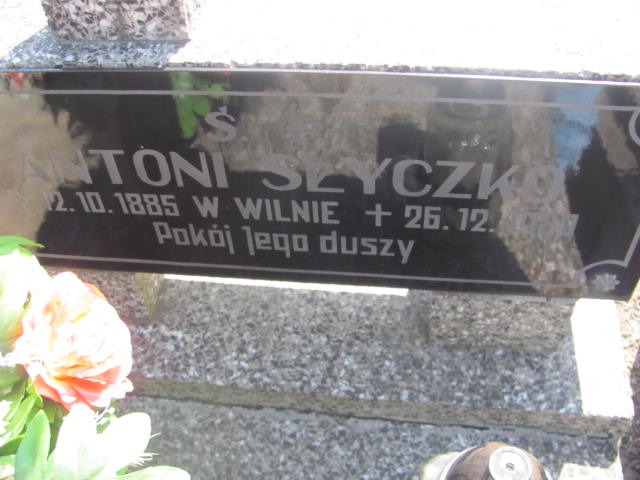 Ś +
ANTONI SŁYCZKO
* 12.10.1885 W WILNIE + 26.12.
Pokój Jego duszy